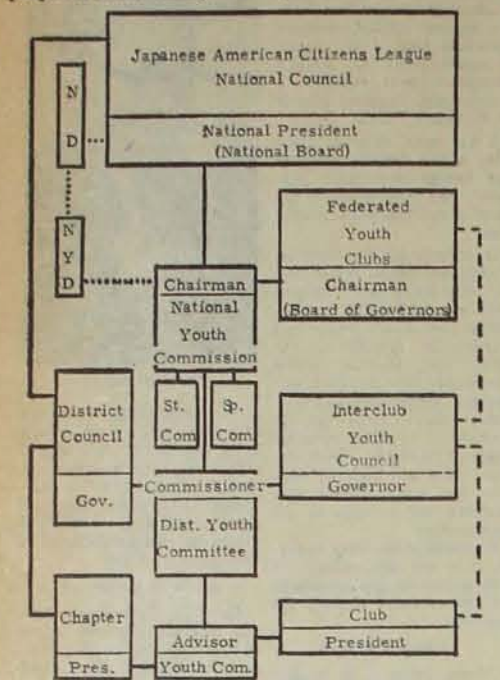 Japanese American Citizens League
National Council
National President
(National Board)
N
D
N
Y
D
Federated
Youth
Clubs
Chairman
(Board of Governors)
Chairman
National
Youth
Commission
St.
Com
Sp.
Com
District
Council
Gov.
Interclub
Youth
Council
Governor
Commissioner
Dist. Youth
Committee
Chapter
Pres.
Advisor
Youth Com.
Club
President